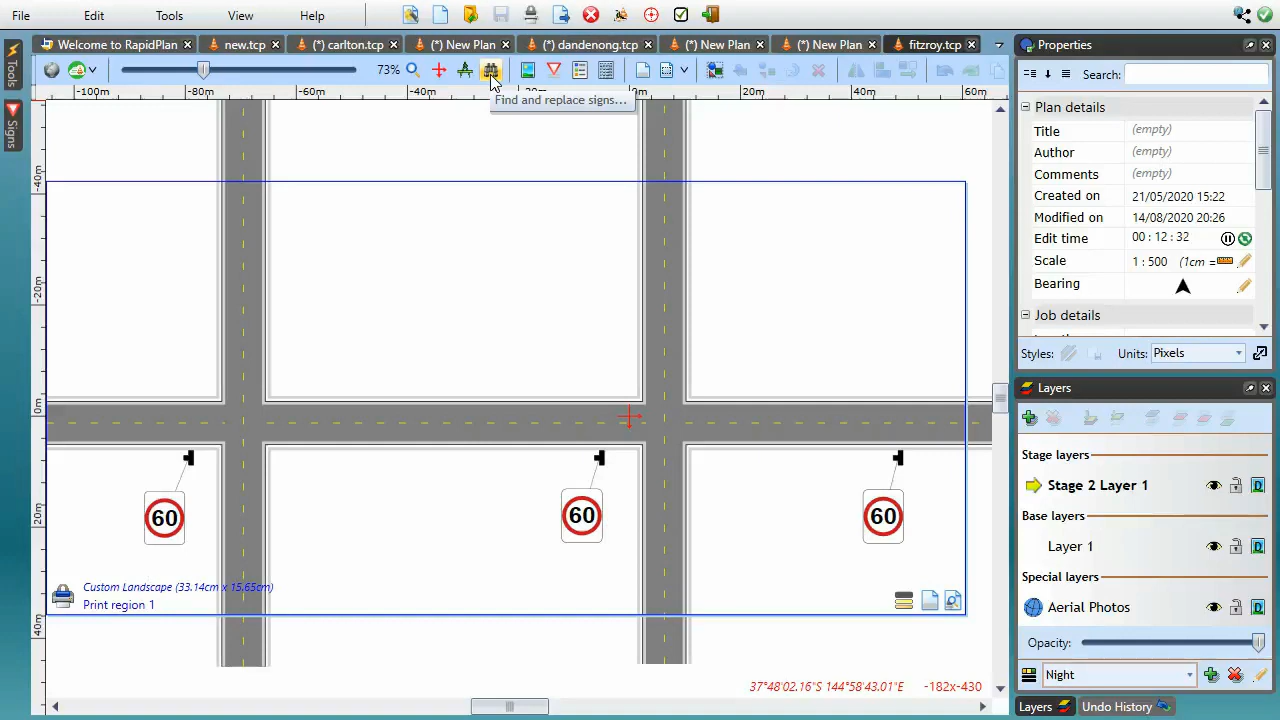 File Edit Tools View Help
Welcome to RapidPlan new.tcp (*) carlton.tcp (*) New Plan (*) dandenong.tcp (*) New Plan (*) New Plan fitzroy.tcp
Properties
Tools
Signs
73%
Find and replace signs...
Search:
-100m -80m -60m -40m 0m 20m 40m 60m
-40m
-20m
0m
20m
40m
Plan details
Title (empty)
Author (empty)
Comments (empty)
Created on 21/05/2020 15:22
Modified on 14/08/2020 20:26
Edit time 00 : 12 : 32
Scale 1 : 500 (1cm =
Bearing
Job details
Styles: Units: Pixels
Layers
Stage layers
Stage 2 Layer 1 D
Base layers
Layer 1 D
Special layers
Aerial Photos D
Opacity:
Night
Layers Undo History
60 60 60
Custom Landscape (33.14cm x 15.65cm)
Print region 1
37°48'02.16"S 144°58'43.01"E -182x-430